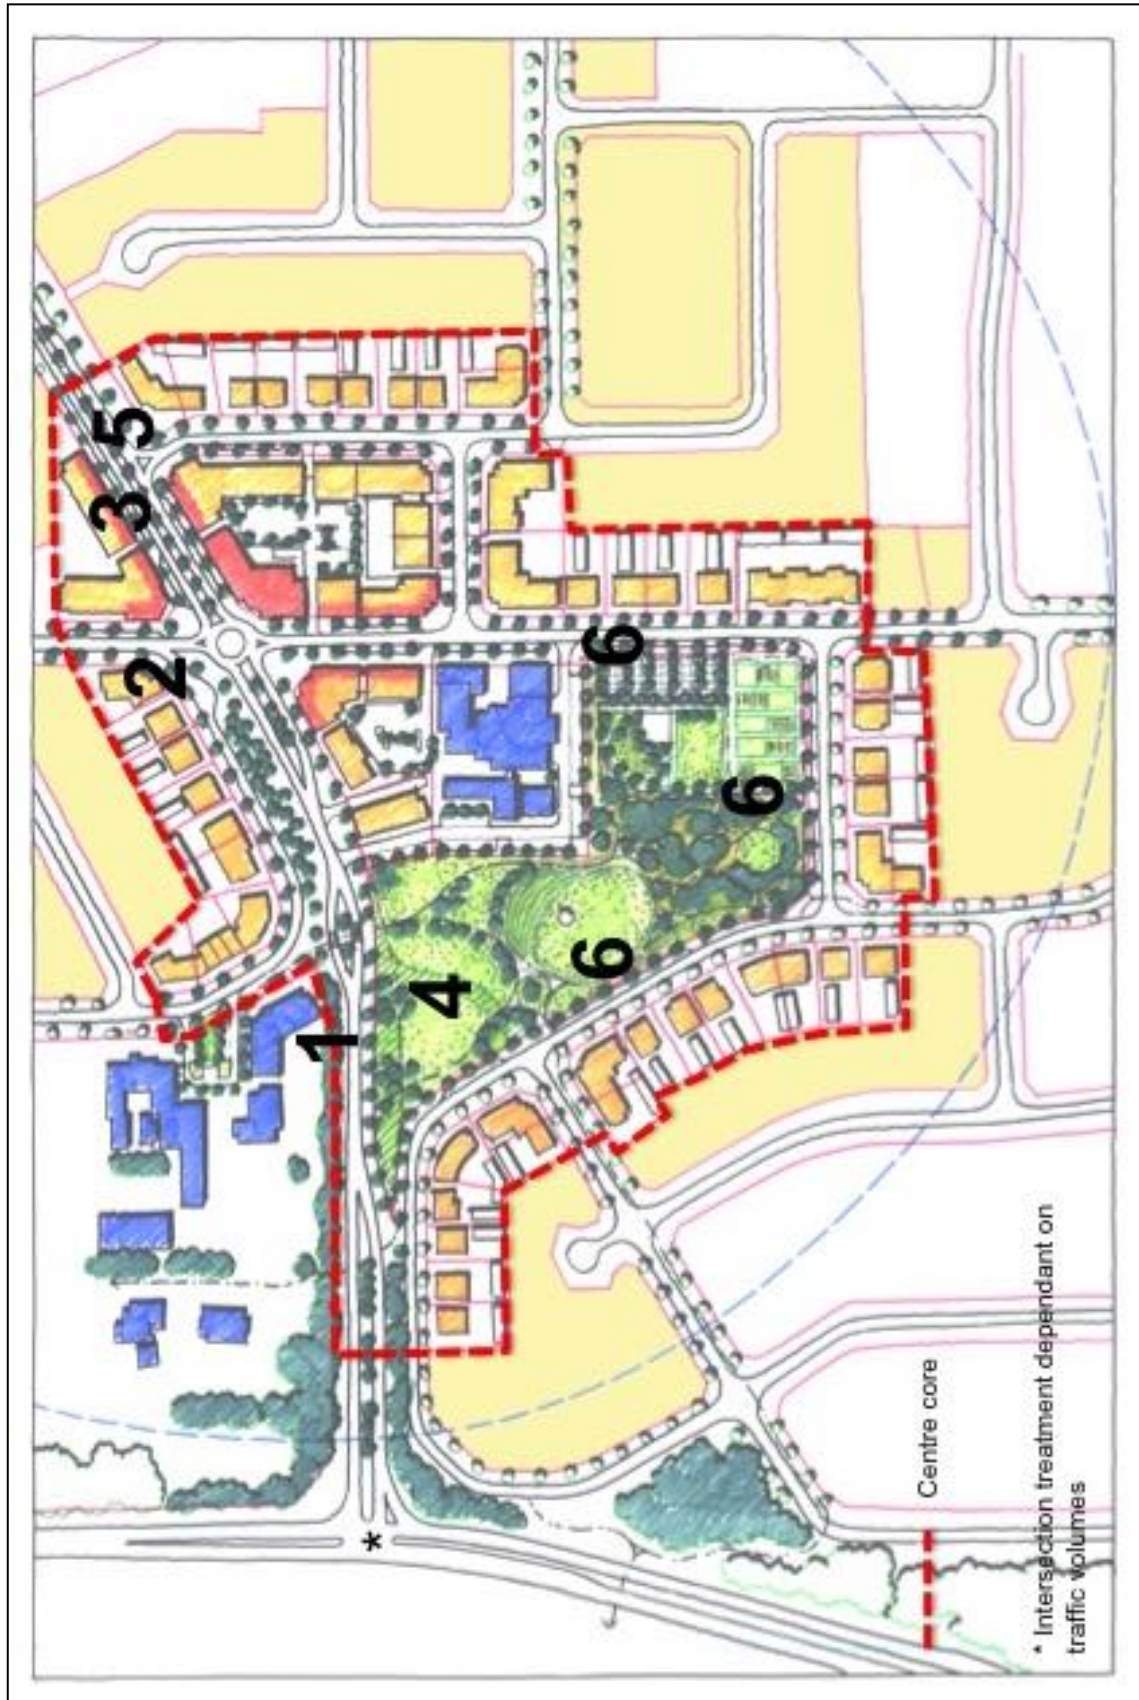 3 5
2
1
*
4
6 6
6
Centre core
* Intersection treatment dependant on
traffic volumes